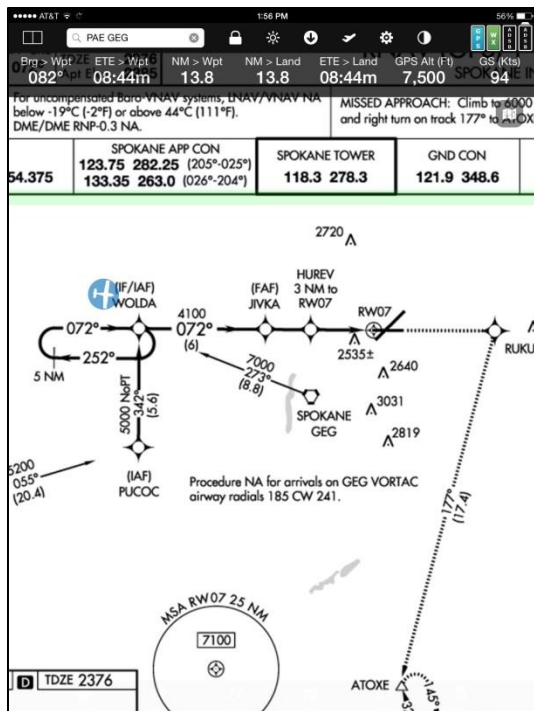 AT&T
1:56 PM
56%
PAE GEG
GPS
WX
ADSB
ADSB
Brg > Wpt
ETE > Wpt
NM > Wpt
NM > Land
ETE > Land
GPS Alt (Ft)
GS (Kts)
082°
08:44m
13.8
13.8
08:44m
7,500
94
For uncompensated Baro-VNAV systems, LNAV/VNAV NA
below -19°C (-2°F) or above 44°C (111°F).
DME/DME RNP-0.3 NA.
MISSED APPROACH: Climb to 6000
and right turn on track 177° to ATOX
54.375
SPOKANE APP CON
123.75 282.25 (205°-025°)
133.35 263.0 (026°-204°)
SPOKANE TOWER
118.3 278.3
GND CON
121.9 348.6
2720
(IF/IAF)
WOLDA
4100
072°
(6)
(FAF)
JIVKA
HUREV
3 NM to
RW07
RW07
072°
252°
5 NM
2535±
RUKU
7000
273°
(8.8)
2640
SPOKANE
GEG
3031
2819
5000 NoPT
342°
(5.6)
(IAF)
PUCOC
5200
055°
(20.4)
Procedure NA for arrivals on GEG VORTAC
airway radials 185 CW 241.
177°
(17.4)
MSA RW07 25 NM
7100
D TDZE 2376
ATOXE
145°